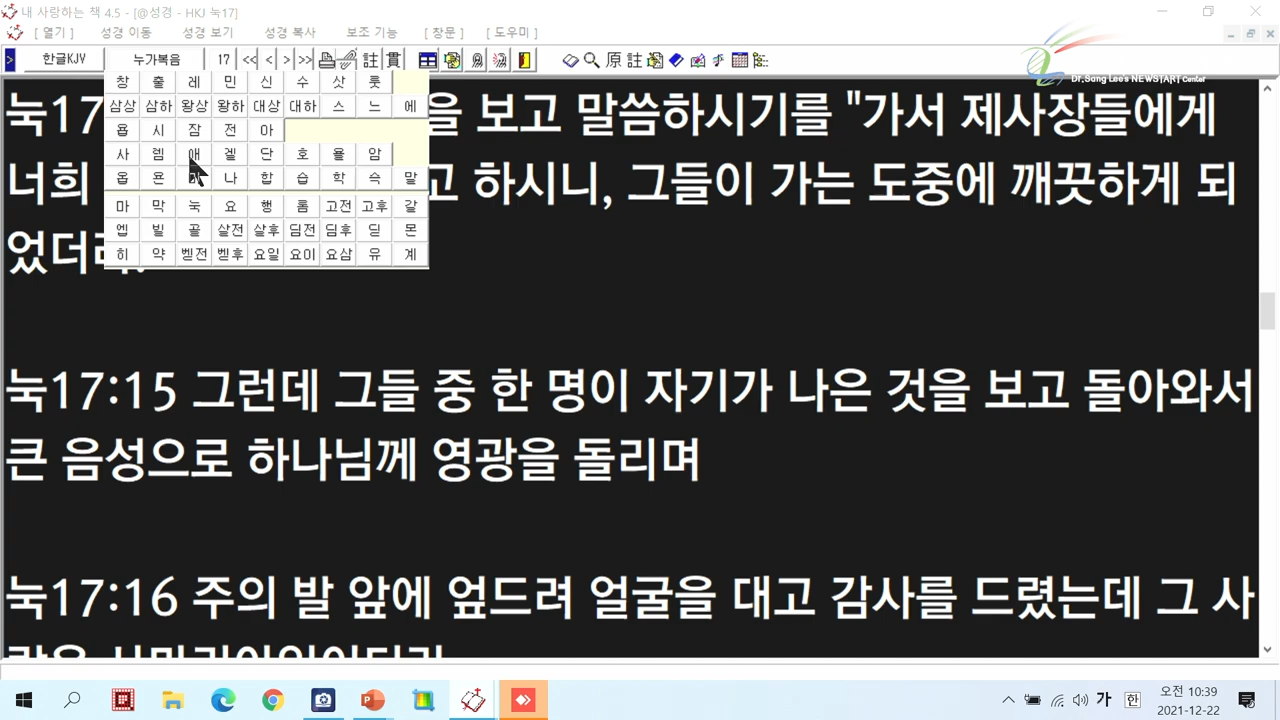 내 사랑하는 책 4.5 - [@성경 - HKJ 눅17]
[ 열기 ] 성경 이동 성경 보기 성경 복사 보조 기능 [ 창문 ] [ 도우미 ]
> 한글KJV 누가복음 17 << < > >> 註 貫 原 註
Dr.Sang Lee's NEWSTART Center
창 출 레 민 신 수 삿 룻
삼상 삼하 왕상 왕하 대상 대하 스 느 에
욥 시 잠 전 아
사 렘 애 겔 단 호 욜 암
옵 욘 나 합 습 학 슥 말
마 막 눅 요 행 롬 고전 고후 갈
엡 빌 골 살전 살후 딤전 딤후 딛 몬
히 약 벧전 벧후 요일 요이 요삼 유 계
눅17: 을 보고 말씀하시기를 "가서 제사장들에게
너희 고 하시니, 그들이 가는 도중에 깨끗하게 되
었더라.
눅17:15 그런데 그들 중 한 명이 자기가 나은 것을 보고 돌아와서
큰 음성으로 하나님께 영광을 돌리며
눅17:16 주의 발 앞에 엎드려 얼굴을 대고 감사를 드렸는데 그 사
가 한 오전 10:39
2021-12-22